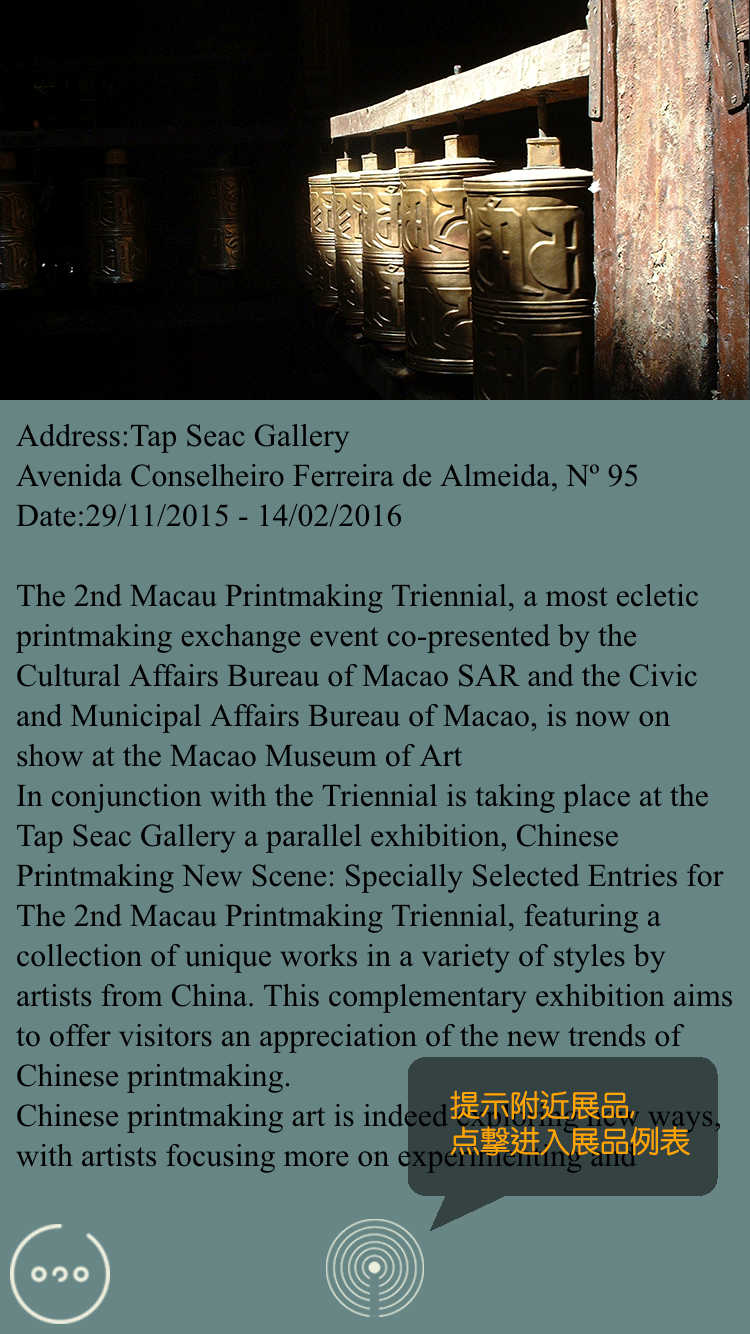 Address:Tap Seac Gallery
Avenida Conselheiro Ferreira de Almeida, Nº 95
Date:29/11/2015 - 14/02/2016
The 2nd Macau Printmaking Triennial, a most ecletic
printmaking exchange event co-presented by the
Cultural Affairs Bureau of Macao SAR and the Civic
and Municipal Affairs Bureau of Macao, is now on
show at the Macao Museum of Art
In conjunction with the Triennial is taking place at the
Tap Seac Gallery a parallel exhibition, Chinese
Printmaking New Scene: Specially Selected Entries for
The 2nd Macau Printmaking Triennial, featuring a
collection of unique works in a variety of styles by
artists from China. This complementary exhibition aims
to offer visitors an appreciation of the new trends of
Chinese printmaking.
Chinese printmaking art is indeed exploring new ways,
with artists focusing more on experimenting and
提示附近展品,
点擊进入展品例表